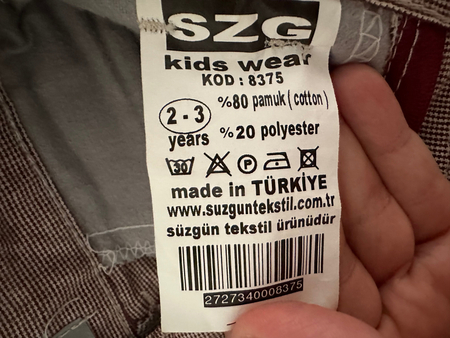 SZG
kids wear
KOD : 8375
%80 pamuk ( cotton )
2 - 3
years
%20 polyester
30
made in TÜRKİYE
www.suzguntekstil.com.tr
süzgün tekstil ürünüdür
2727340008375